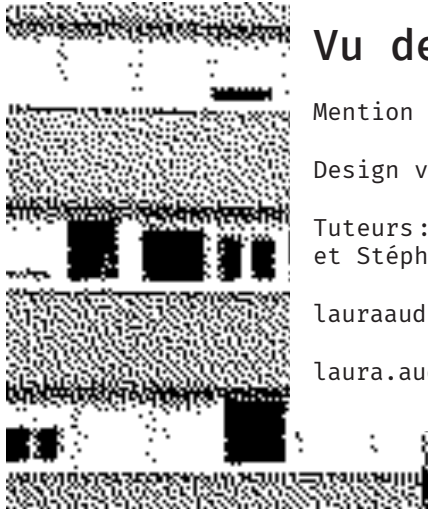 Vu de
Mention
Design v
Tuteurs :
et Stéph
lauraaud
laura.au